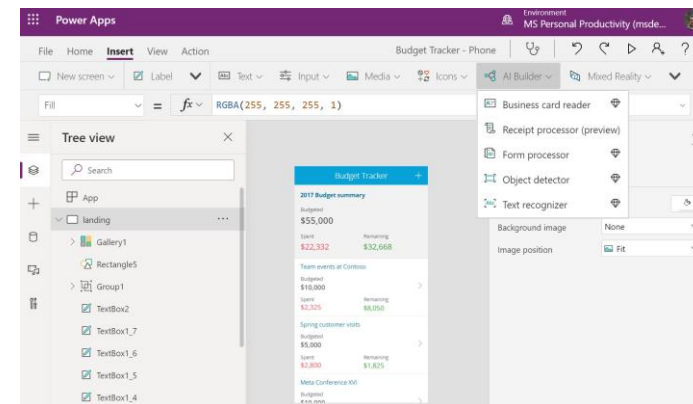 Power Apps
Environment
MS Personal Productivity (msde...
File Home Insert View Action
Budget Tracker - Phone
?
New screen Label Text Input Media Icons AI Builder Mixed Reality
Fill = fx RGBA(255, 255, 255, 1)
Business card reader
Receipt processor (preview)
Form processor
Object detector
Text recognizer
Tree view
Search
App
landing ...
Gallery1
Rectangle5
Group1
TextBox2
TextBox1_7
TextBox1_6
TextBox1_5
TextBox1_4
Budget Tracker +
2017 Budget summary
Budgeted
$55,000
Spent Remaining
$22,332 $32,668
Team events at Contoso
Budgeted
$10,000
Spent Remaining
$2,325 $8,050
Spring customer visits
Budgeted
$5,000
Spent Remaining
$2,800 $1,825
Meta Conference XVI
Budgeted
Background image None
Image position Fit